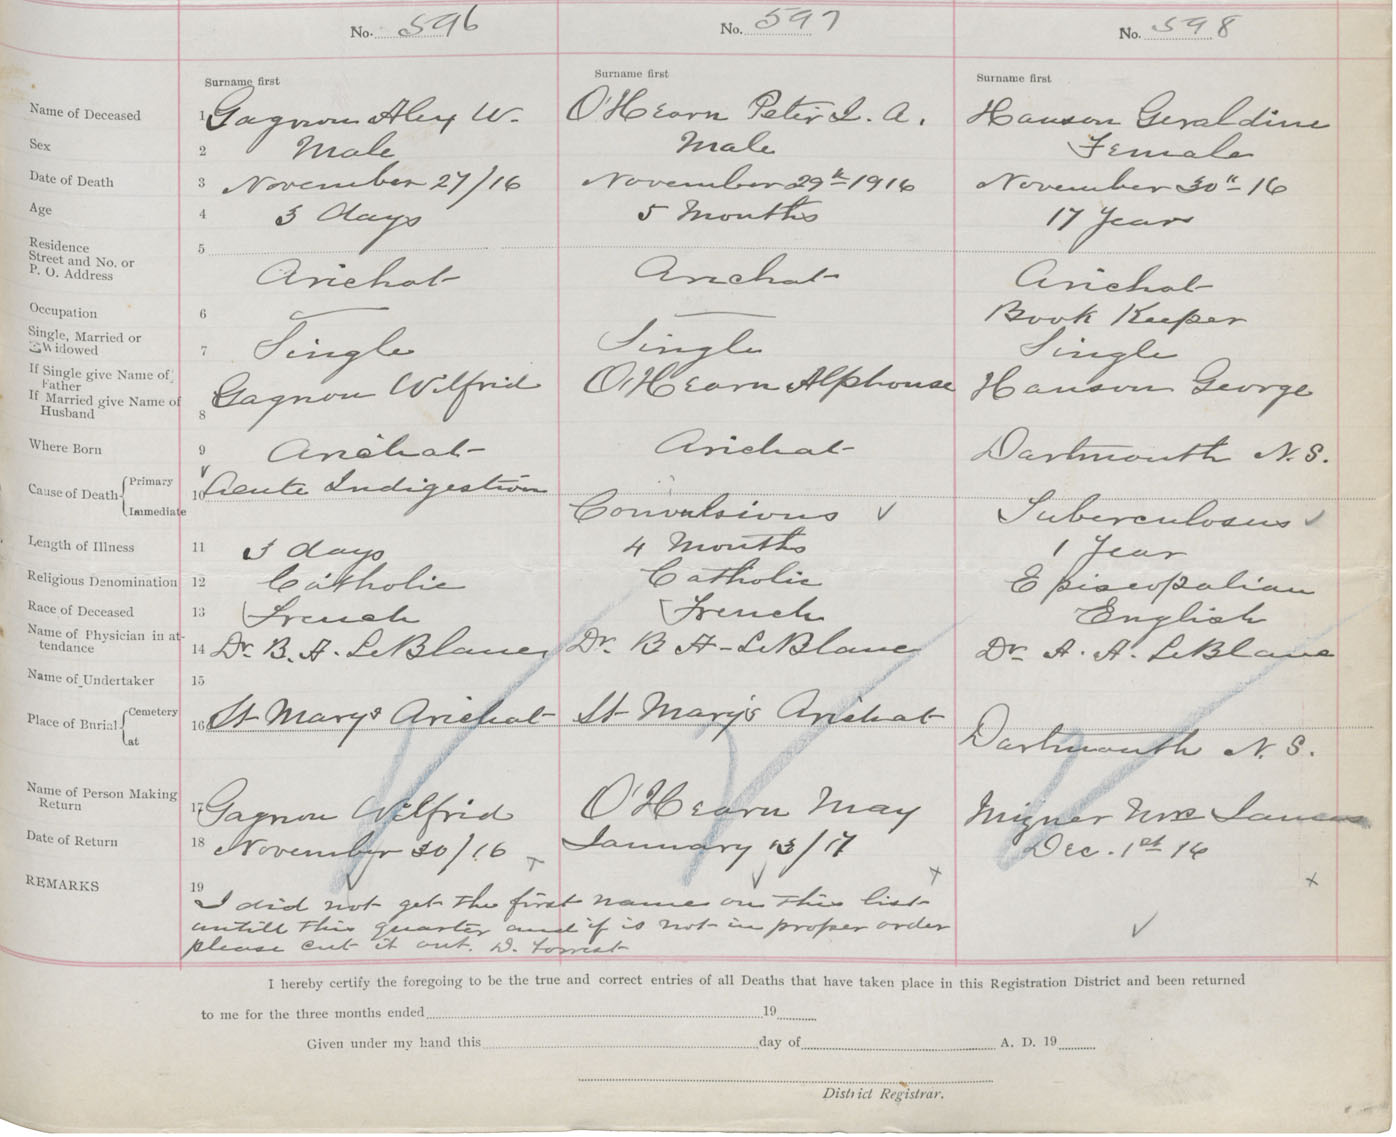 No. 596 No. 597 No. 598
Surname first Surname first Surname first
Name of Deceased 1 Gagnon Alex W. O'Hearn Peter J. A. Hanson Geraldine
Sex 2 Male Male Female
Date of Death 3 November 27/16 November 29th 1916 November 30th 16
Age 4 3 days 5 Months 17 Years
Residence 5
Street and No. or
P. O. Address Arichat Arichat Arichat
Occupation 6 — — Book Keeper
Single, Married or
Widowed 7 Single Single Single
If Single give Name of
Father Gagnon Wilfrid O'Hearn Alphonse Hanson George
If Married give Name of
Husband 8
Where Born 9 Arichat Arichat Dartmouth N.S.
Cause of Death { Primary 10 Acute Indigestion
Immediate Convulsions Tuberculosus
Length of Illness 11 3 days 4 Months 1 Year
Religious Denomination 12 Catholic Catholic Episcopalian
Race of Deceased 13 French French English
Name of Physician in at-
tendance 14 Dr. B. A. LeBlanc Dr. B A - LeBlanc Dr. A. A. LeBlanc
Name of Undertaker 15
Place of Burial { Cemetery 16 St Mary's Arichat St Mary's Arichat
at Dartmouth N. S.
Name of Person Making
Return 17 Gagnon Wilfrid O'Hearn May
Date of Return 18 November 30/16 January 13/17 Dec. 1st 16
REMARKS 19
I did not get the first name on this list
untill this quarter and if is not in proper order
please cut it out. D. Forrest
I hereby certify the foregoing to be the true and correct entries of all Deaths that have taken place in this Registration District and been returned
to me for the three months ended 19
Given under my hand this day of A. D. 19
District Registrar.